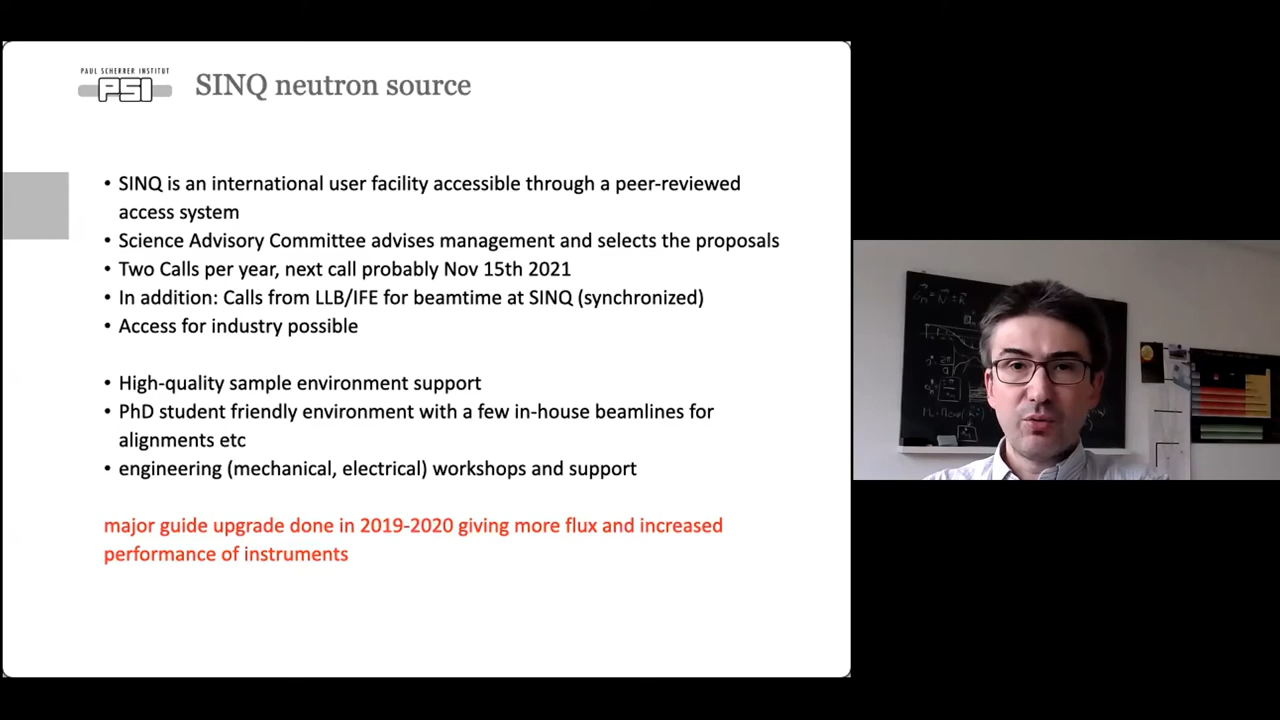 PAUL SCHERRER INSTITUT
PSI
SINQ neutron source
• SINQ is an international user facility accessible through a peer-reviewed
access system
• Science Advisory Committee advises management and selects the proposals
• Two Calls per year, next call probably Nov 15th 2021
• In addition: Calls from LLB/IFE for beamtime at SINQ (synchronized)
• Access for industry possible
• High-quality sample environment support
• PhD student friendly environment with a few in-house beamlines for
alignments etc
• engineering (mechanical, electrical) workshops and support
major guide upgrade done in 2019-2020 giving more flux and increased
performance of instruments